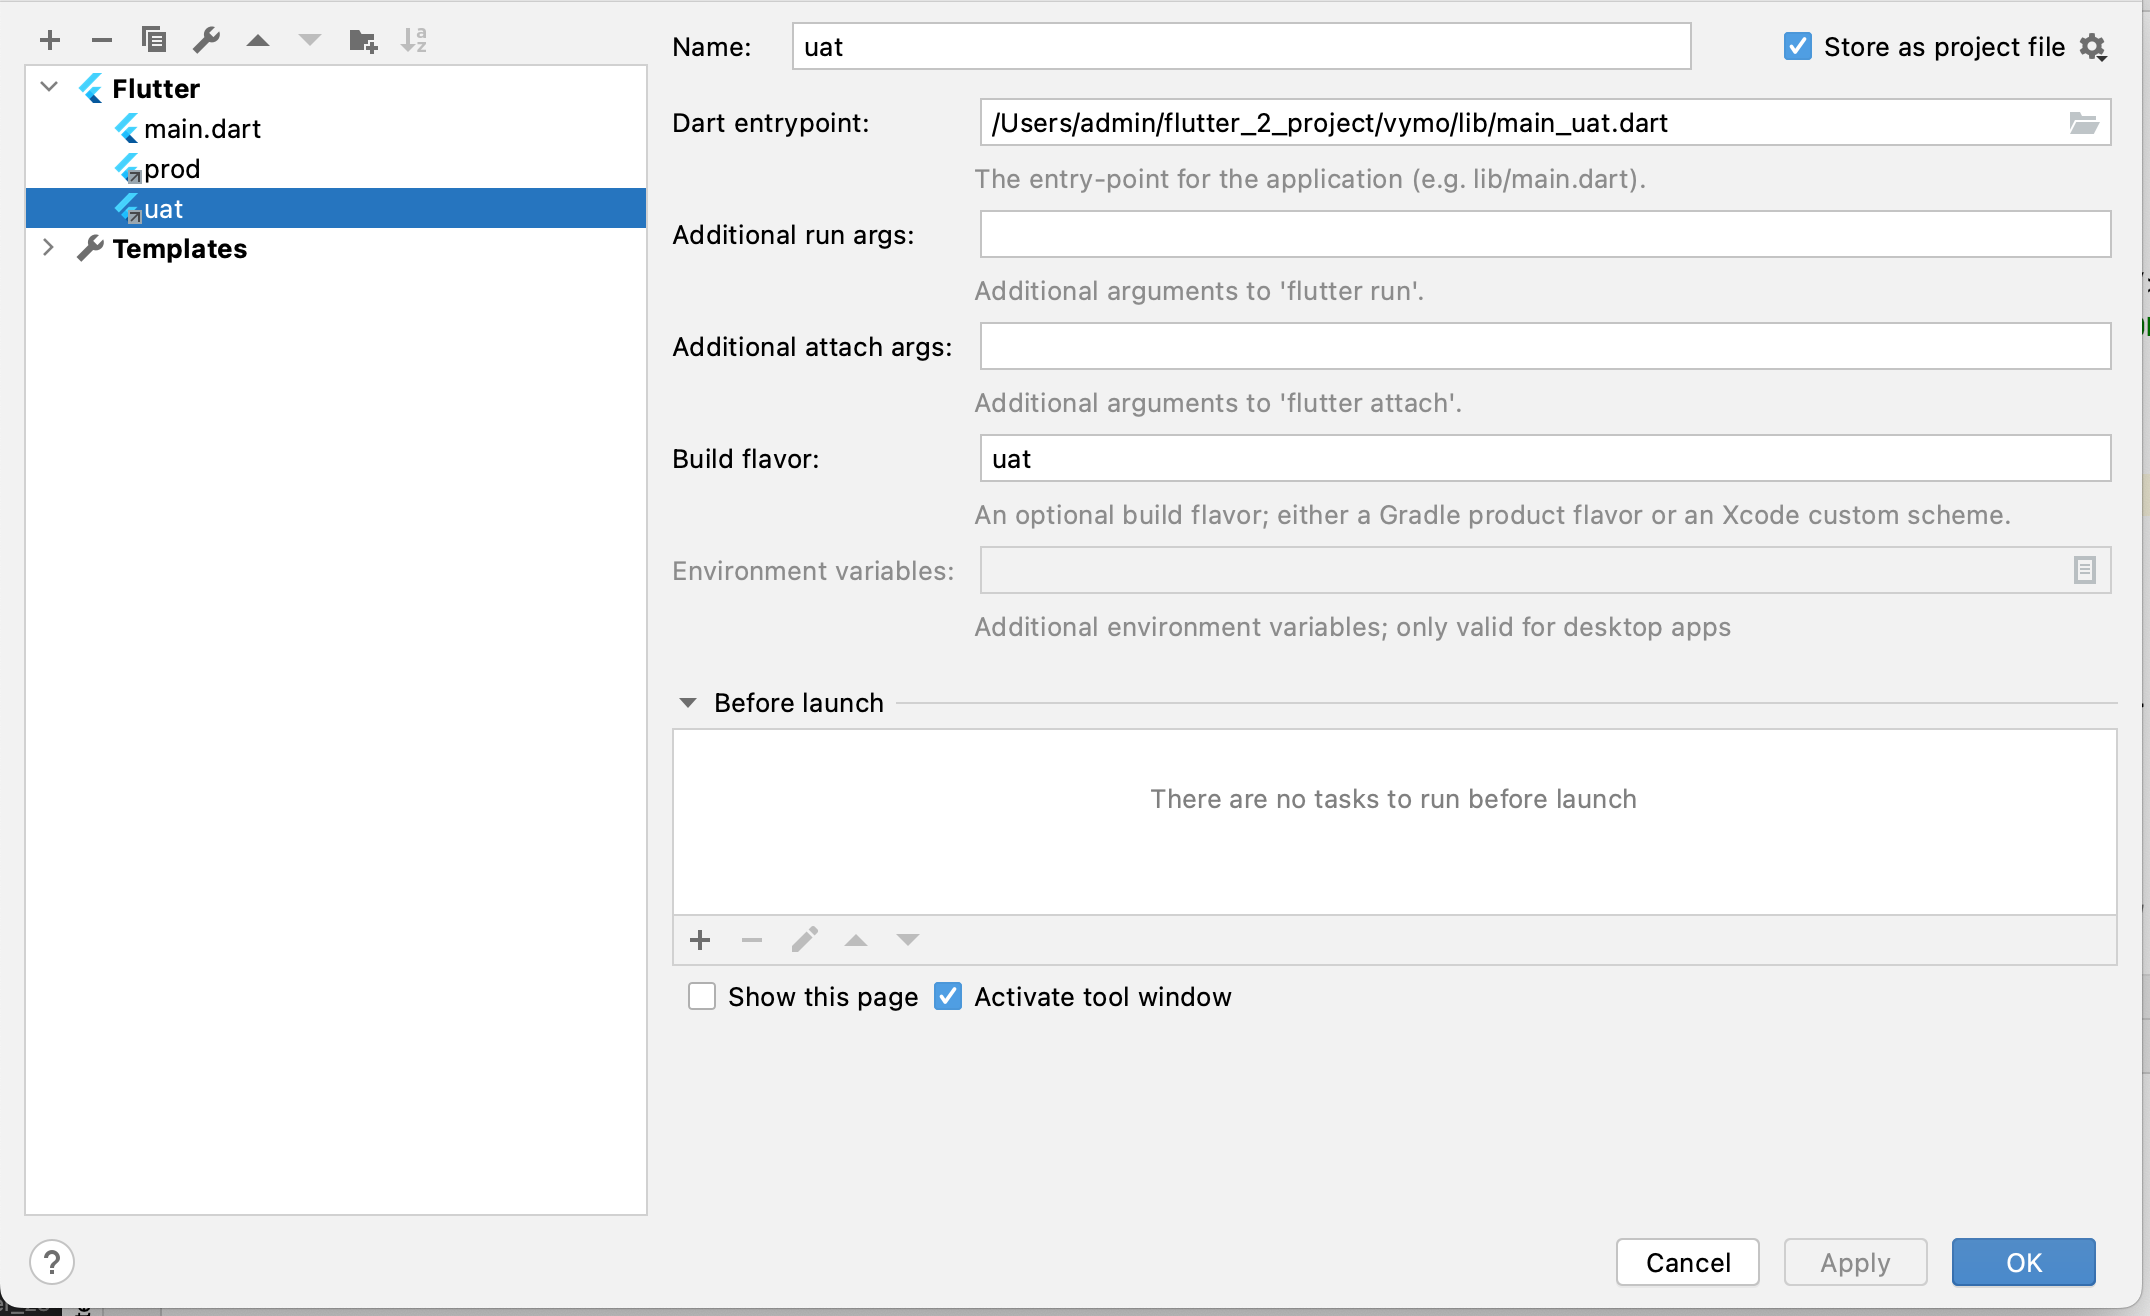 Name: uat Store as project file
Flutter
main.dart
prod
uat
Templates
Dart entrypoint: /Users/admin/flutter_2_project/vymo/lib/main_uat.dart
The entry-point for the application (e.g. lib/main.dart).
Additional run args:
Additional arguments to 'flutter run'.
Additional attach args:
Additional arguments to 'flutter attach'.
Build flavor: uat
An optional build flavor; either a Gradle product flavor or an Xcode custom scheme.
Environment variables:
Additional environment variables; only valid for desktop apps
Before launch
There are no tasks to run before launch
Show this page Activate tool window
? Cancel Apply OK